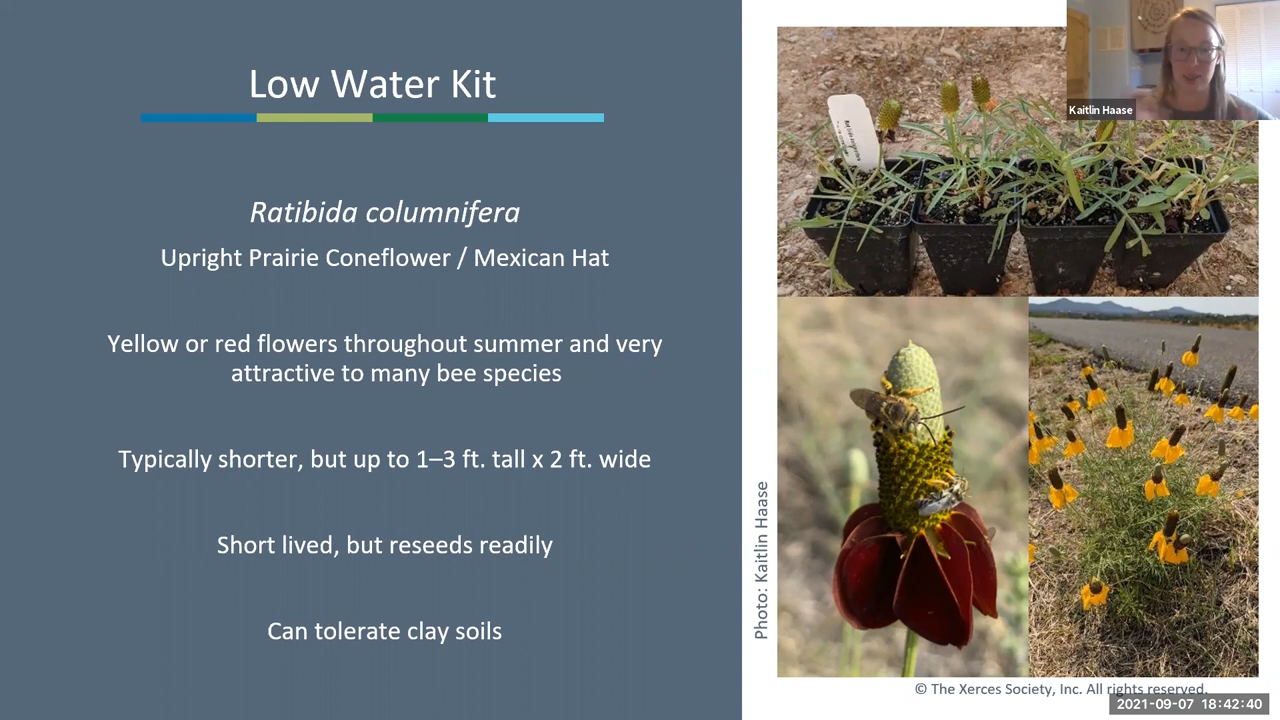 Low Water Kit
Ratibida columnifera
Upright Prairie Coneflower / Mexican Hat
Yellow or red flowers throughout summer and very
attractive to many bee species
Typically shorter, but up to 1–3 ft. tall x 2 ft. wide
Short lived, but reseeds readily
Can tolerate clay soils
Photo: Kaitlin Haase
Kaitlin Haase
© The Xerces Society, Inc. All rights reserved.
2021-09-07 18:42:40